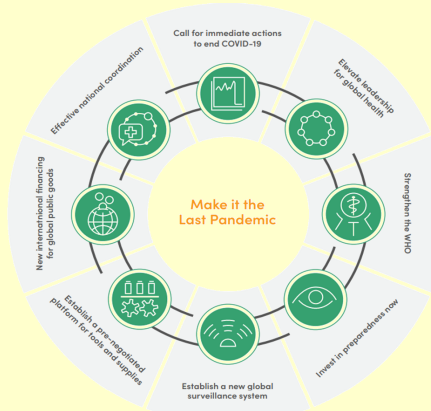 Call for immediate actions
to end COVID-19
Elevate leadership
for global health
Strengthen the WHO
Invest in preparedness now
Establish a new global
surveillance system
Establish a pre-negotiated
platform for tools and supplies
New international financing
for global public goods
Effective national coordination
Make it the
Last Pandemic